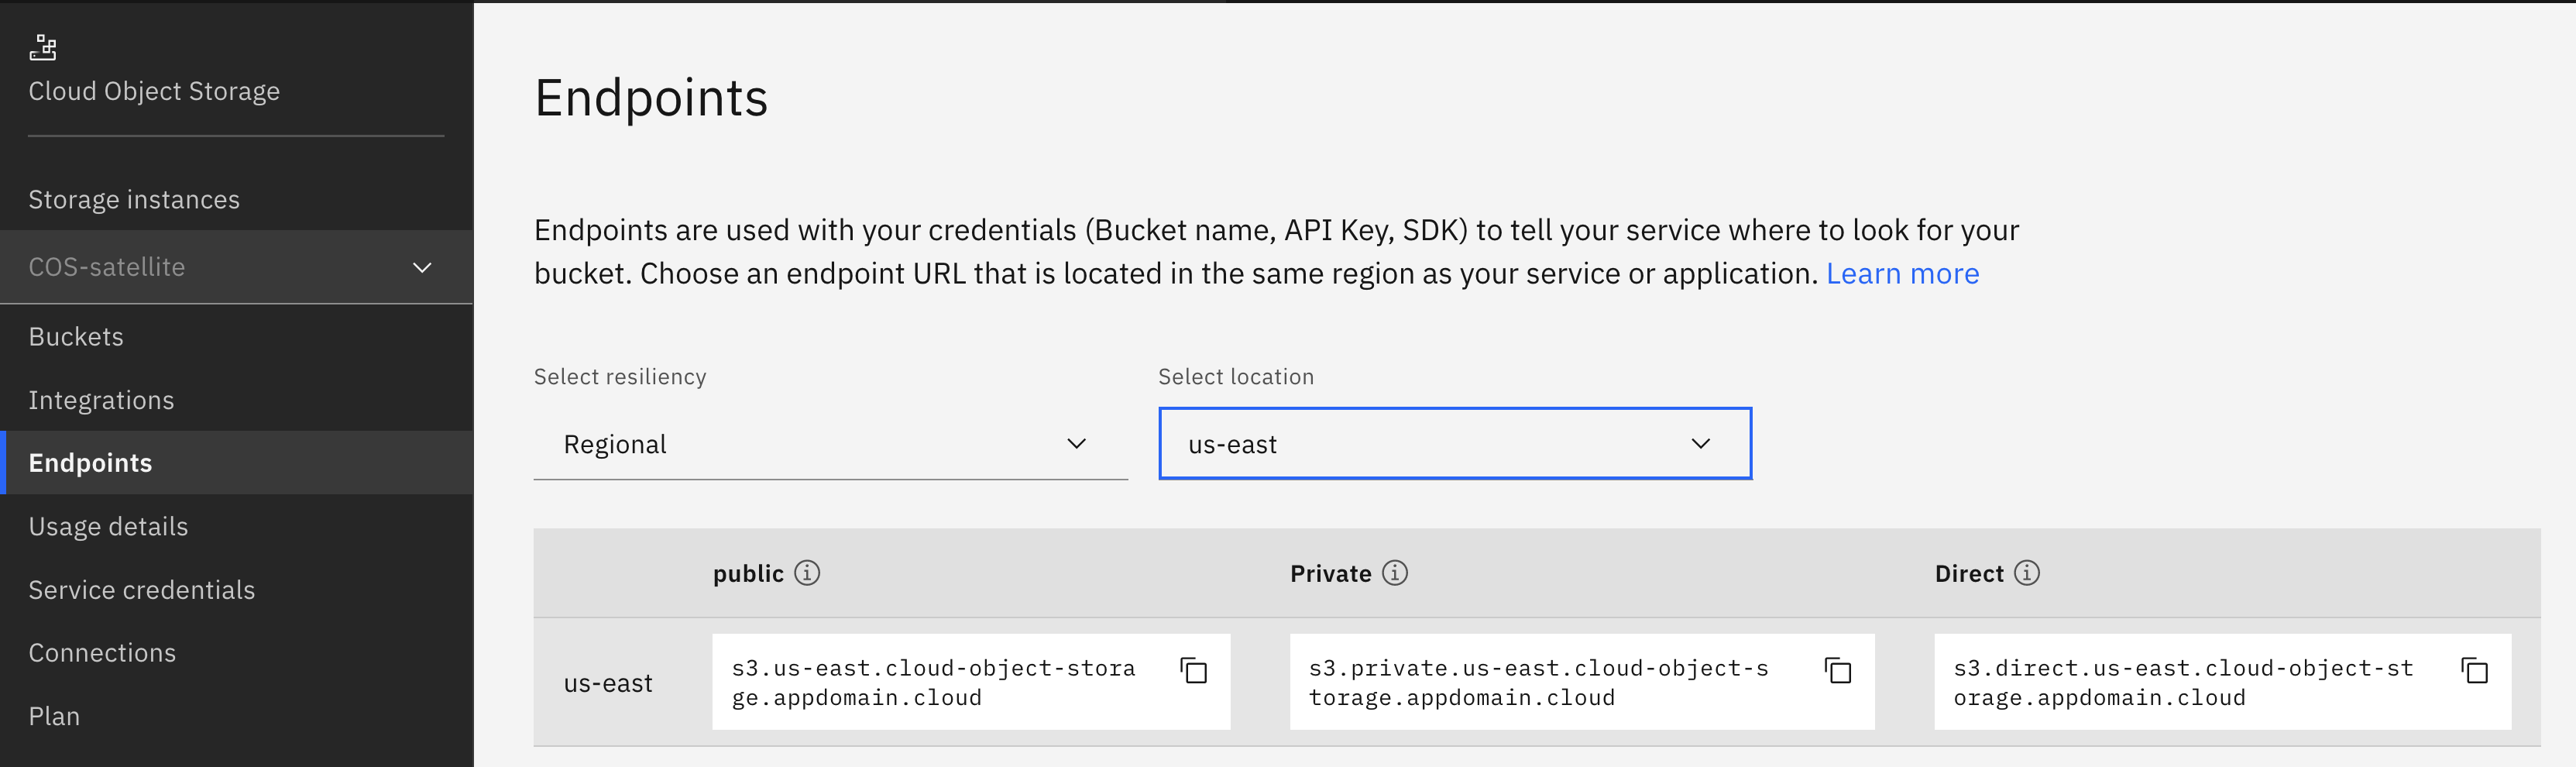 Cloud Object Storage
Storage instances
COS-satellite
Buckets
Integrations
Endpoints
Usage details
Service credentials
Connections
Plan
Endpoints
Endpoints are used with your credentials (Bucket name, API Key, SDK) to tell your service where to look for your
bucket. Choose an endpoint URL that is located in the same region as your service or application. Learn more
Select resiliency
Regional
Select location
us-east
public
Private
Direct
us-east
s3.us-east.cloud-object-stora
ge.appdomain.cloud
s3.private.us-east.cloud-object-s
torage.appdomain.cloud
s3.direct.us-east.cloud-object-st
orage.appdomain.cloud